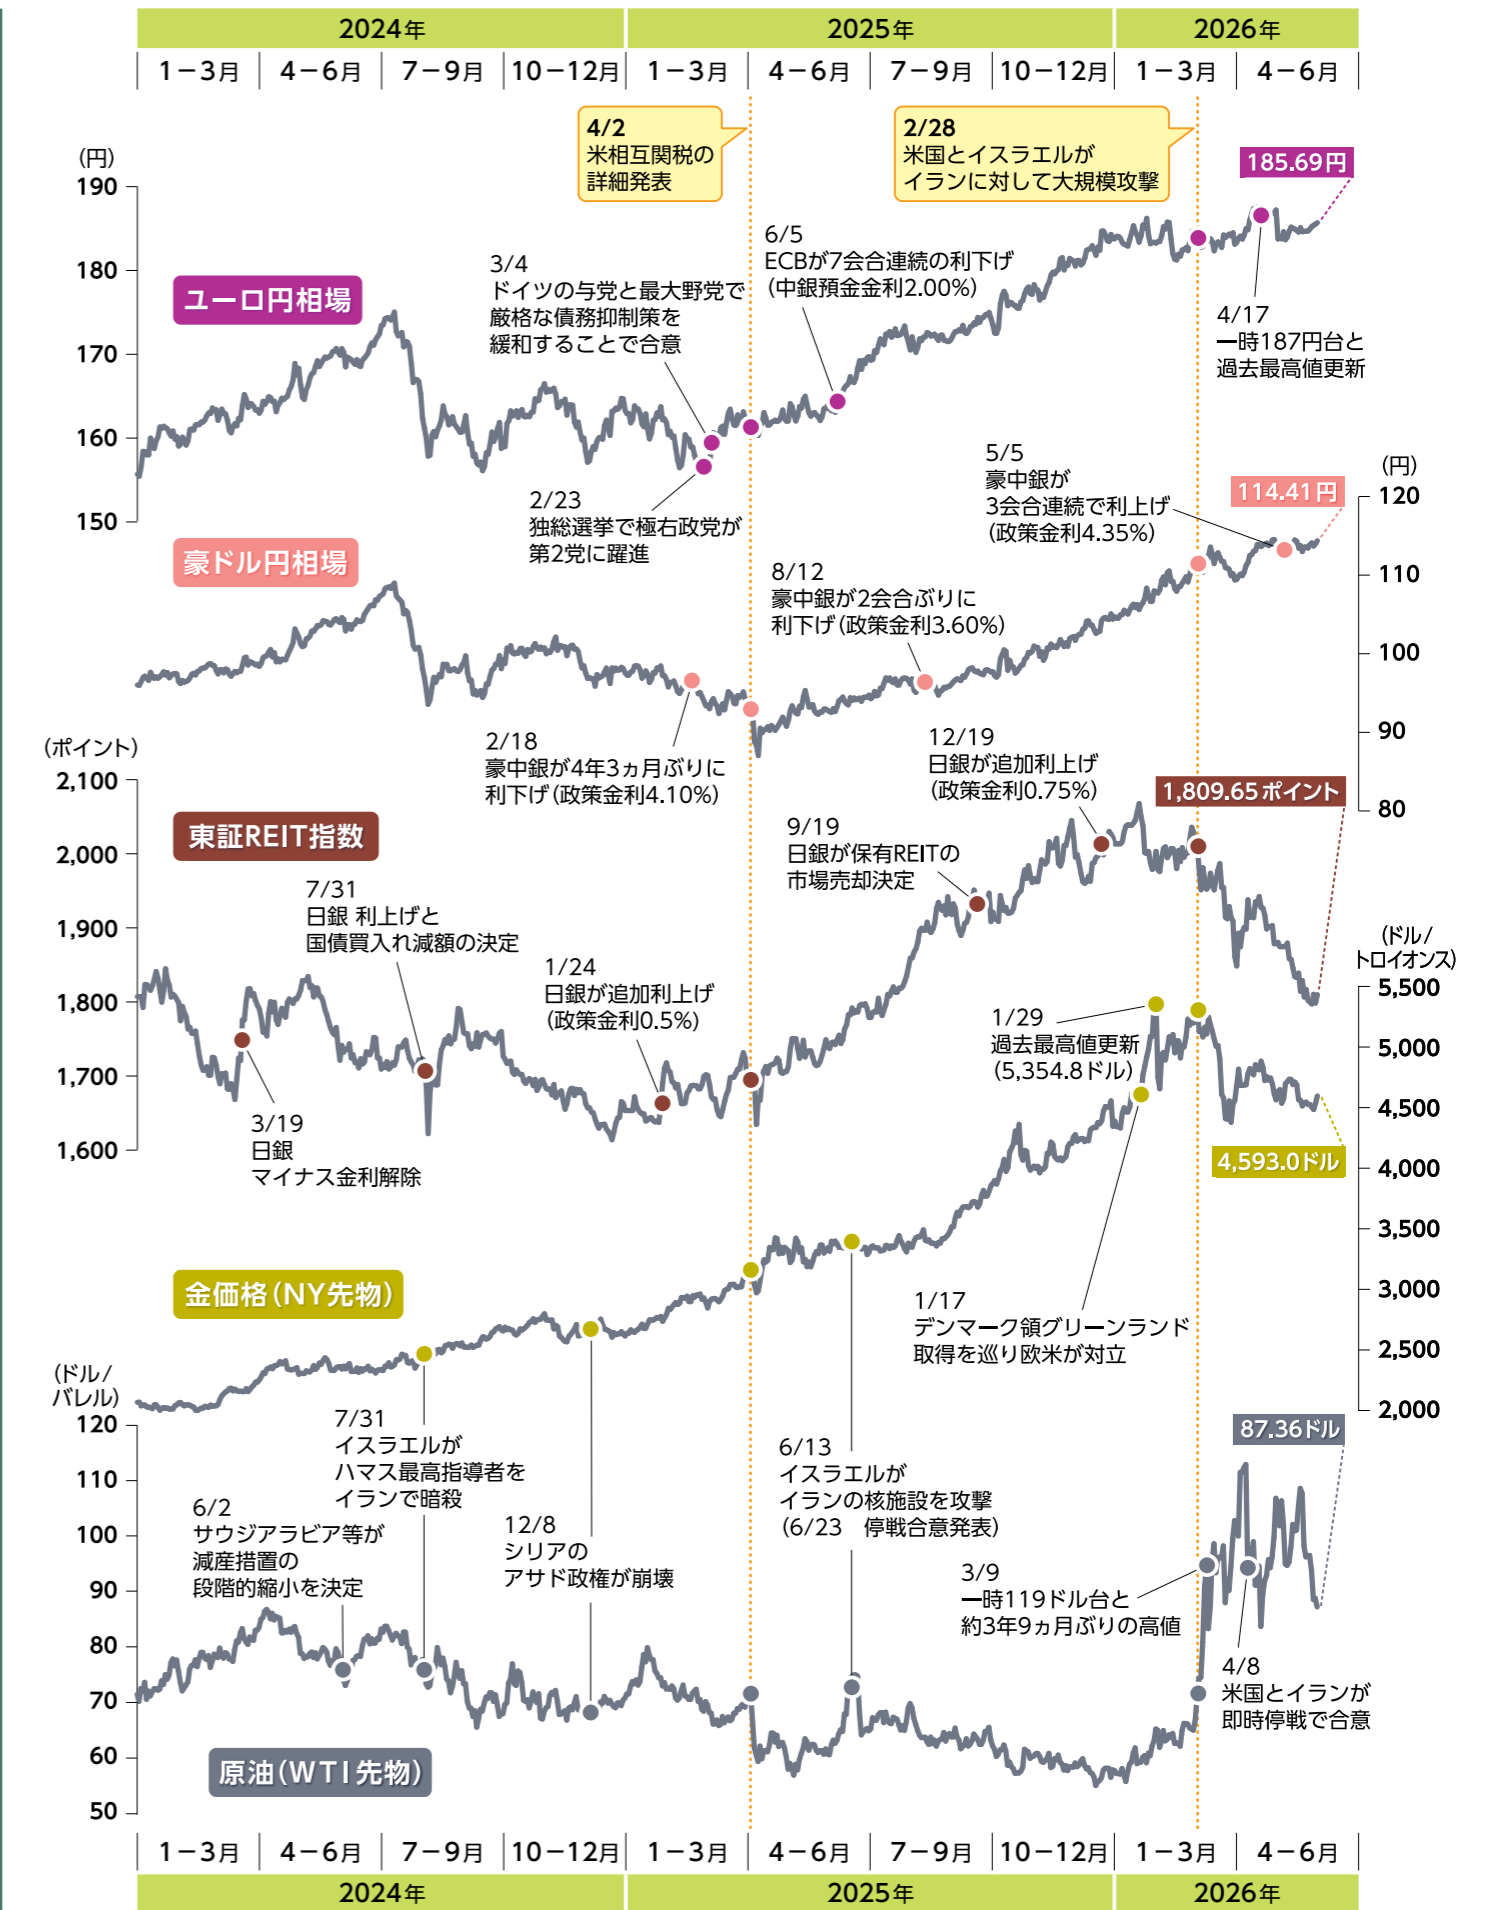 2024年
2025年
2026年
1－3月
4－6月
7－9月
10－12月
1－3月
4－6月
7－9月
10－12月
1－3月
4－6月
4/2
米相互関税の
詳細発表
2/28
米国とイスラエルが
イランに対して大規模攻撃
（円）
190
180
170
160
150
ユーロ円相場
185.69円
3/4
ドイツの与党と最大野党で
厳格な債務抑制策を
緩和することで合意
6/5
ECBが7会合連続の利下げ
（中銀預金金利2.00%）
4/17
一時187円台と
過去最高値更新
2/23
独総選挙で極右政党が
第2党に躍進
豪ドル円相場
（円）
120
110
100
90
80
114.41円
5/5
豪中銀が
3会合連続で利上げ
（政策金利4.35%）
8/12
豪中銀が2会合ぶりに
利下げ（政策金利3.60%）
2/18
豪中銀が4年3ヵ月ぶりに
利下げ（政策金利4.10%）
（ポイント）
2,100
2,000
1,900
1,800
1,700
1,600
東証REIT指数
1,809.65ポイント
12/19
日銀が追加利上げ
（政策金利0.75%）
9/19
日銀が保有REITの
市場売却決定
7/31
日銀 利上げと
国債買入れ減額の決定
1/24
日銀が追加利上げ
（政策金利0.5%）
3/19
日銀
マイナス金利解除
（ドル/
トロイオンス）
5,500
5,000
4,500
4,000
3,500
3,000
2,500
2,000
1/29
過去最高値更新
（5,354.8ドル）
4,593.0ドル
金価格（NY先物）
1/17
デンマーク領グリーンランド
取得を巡り欧米が対立
（ドル/
バレル）
120
110
100
90
80
70
60
50
87.36ドル
7/31
イスラエルが
ハマス最高指導者を
イランで暗殺
6/2
サウジアラビア等が
減産措置の
段階的縮小を決定
12/8
シリアの
アサド政権が崩壊
6/13
イスラエルが
イランの核施設を攻撃
（6/23　停戦合意発表）
3/9
一時119ドル台と
約3年9ヵ月ぶりの高値
4/8
米国とイランが
即時停戦で合意
原油（WTI先物）
1－3月
4－6月
7－9月
10－12月
1－3月
4－6月
7－9月
10－12月
1－3月
4－6月
2024年
2025年
2026年